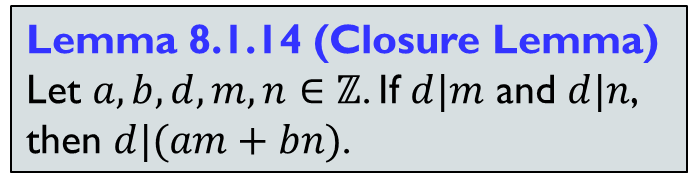 Lemma 8.1.14 (Closure Lemma)
Let a, b, d, m, n ∈ ℤ. If d|m and d|n,
then d|(am + bn).